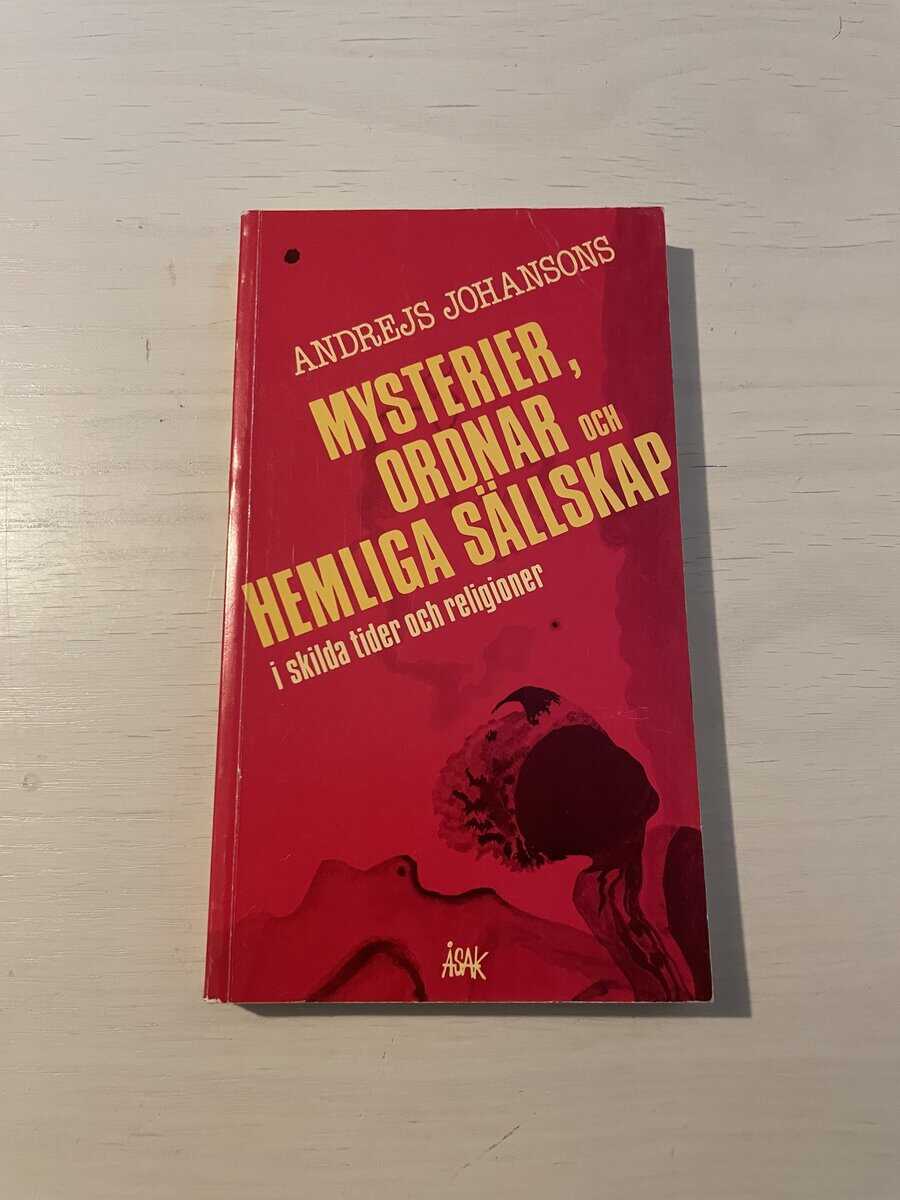 ANDREJS JOHANSONS
MYSTERIER,
ORDNAR OCH
HEMLIGA SÄLLSKAP
i skilda tider och religioner
ÅSAK